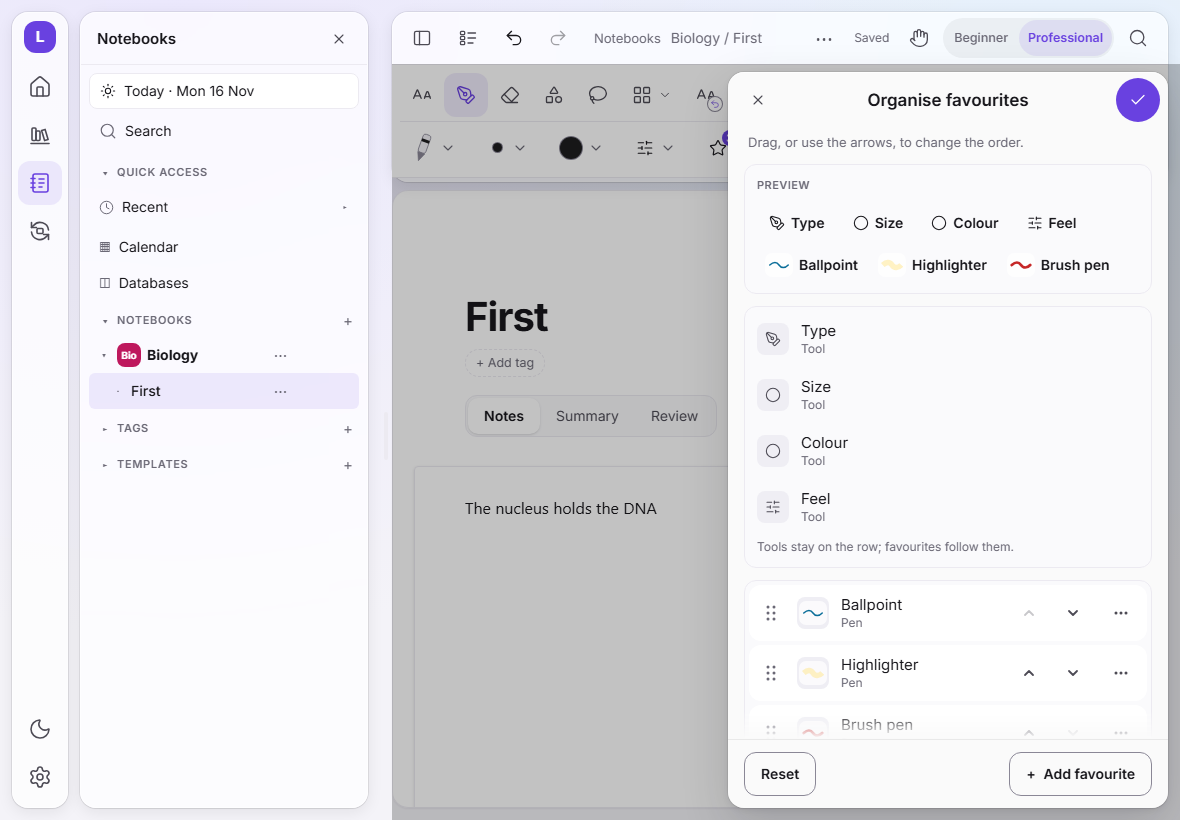 L
Notebooks
Today · Mon 16 Nov
Search
QUICK ACCESS
Recent
Calendar
Databases
NOTEBOOKS
Bio Biology
First
TAGS
TEMPLATES
Notebooks Biology / First
Saved
Beginner Professional
AA
AA
First
+ Add tag
Notes Summary Review
The nucleus holds the DNA
Organise favourites
Drag, or use the arrows, to change the order.
PREVIEW
Type Size Colour Feel
Ballpoint Highlighter Brush pen
Type
Tool
Size
Tool
Colour
Tool
Feel
Tool
Tools stay on the row; favourites follow them.
Ballpoint
Pen
Highlighter
Pen
Brush pen
Reset
+ Add favourite